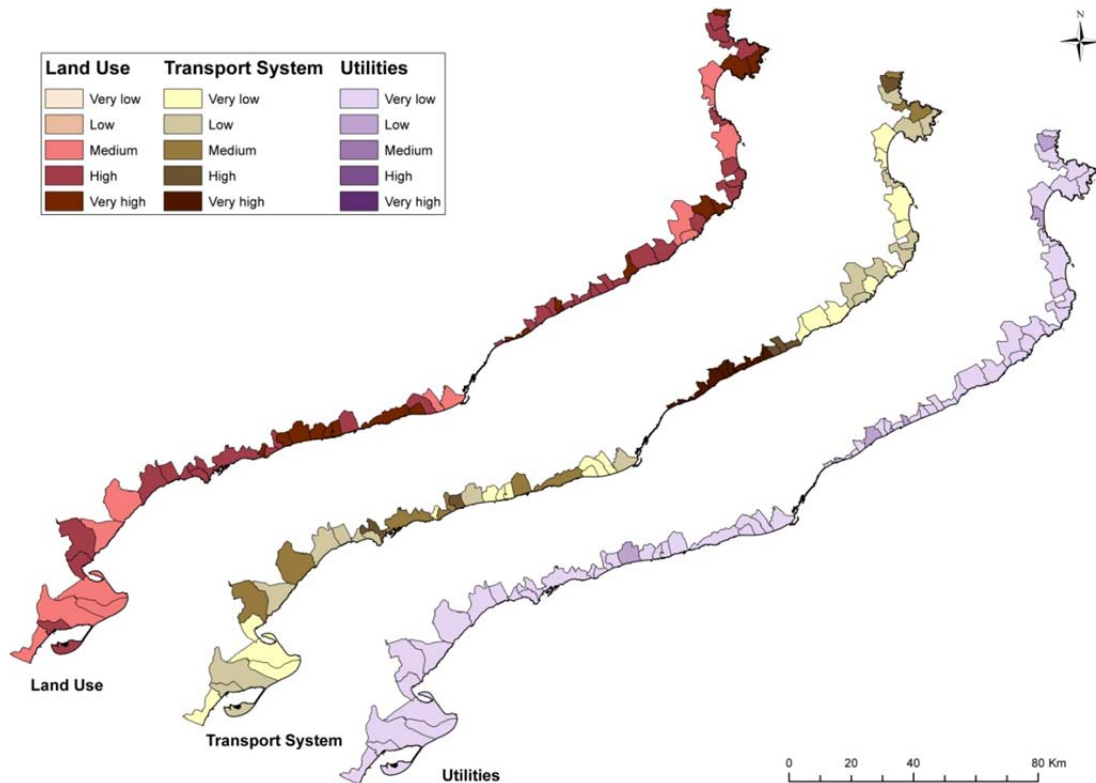 N
Land Use Transport System Utilities
Very low Very low Very low
Low Low Low
Medium Medium Medium
High High High
Very high Very high Very high
Land Use
Transport System
Utilities
0 20 40 80 Km